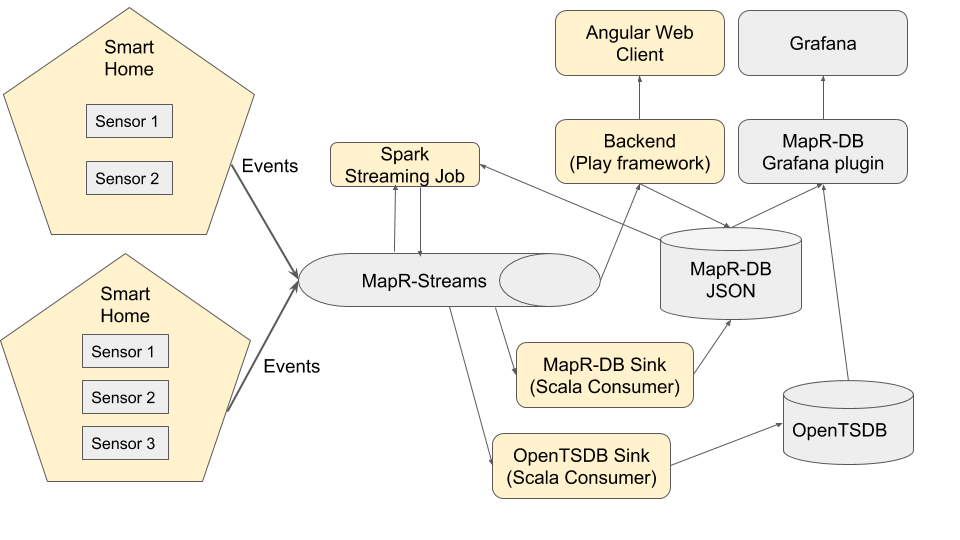 Smart
Home
Sensor 1
Sensor 2
Events
Smart
Home
Sensor 1
Sensor 2
Sensor 3
Events
Spark
Streaming Job
MapR-Streams
Angular Web
Client
Grafana
Backend
(Play framework)
MapR-DB
Grafana plugin
MapR-DB
JSON
MapR-DB Sink
(Scala Consumer)
OpenTSDB
OpenTSDB Sink
(Scala Consumer)